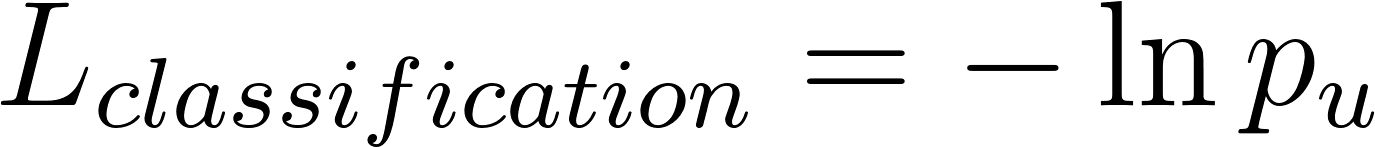 L_{classification} = − ln p_u